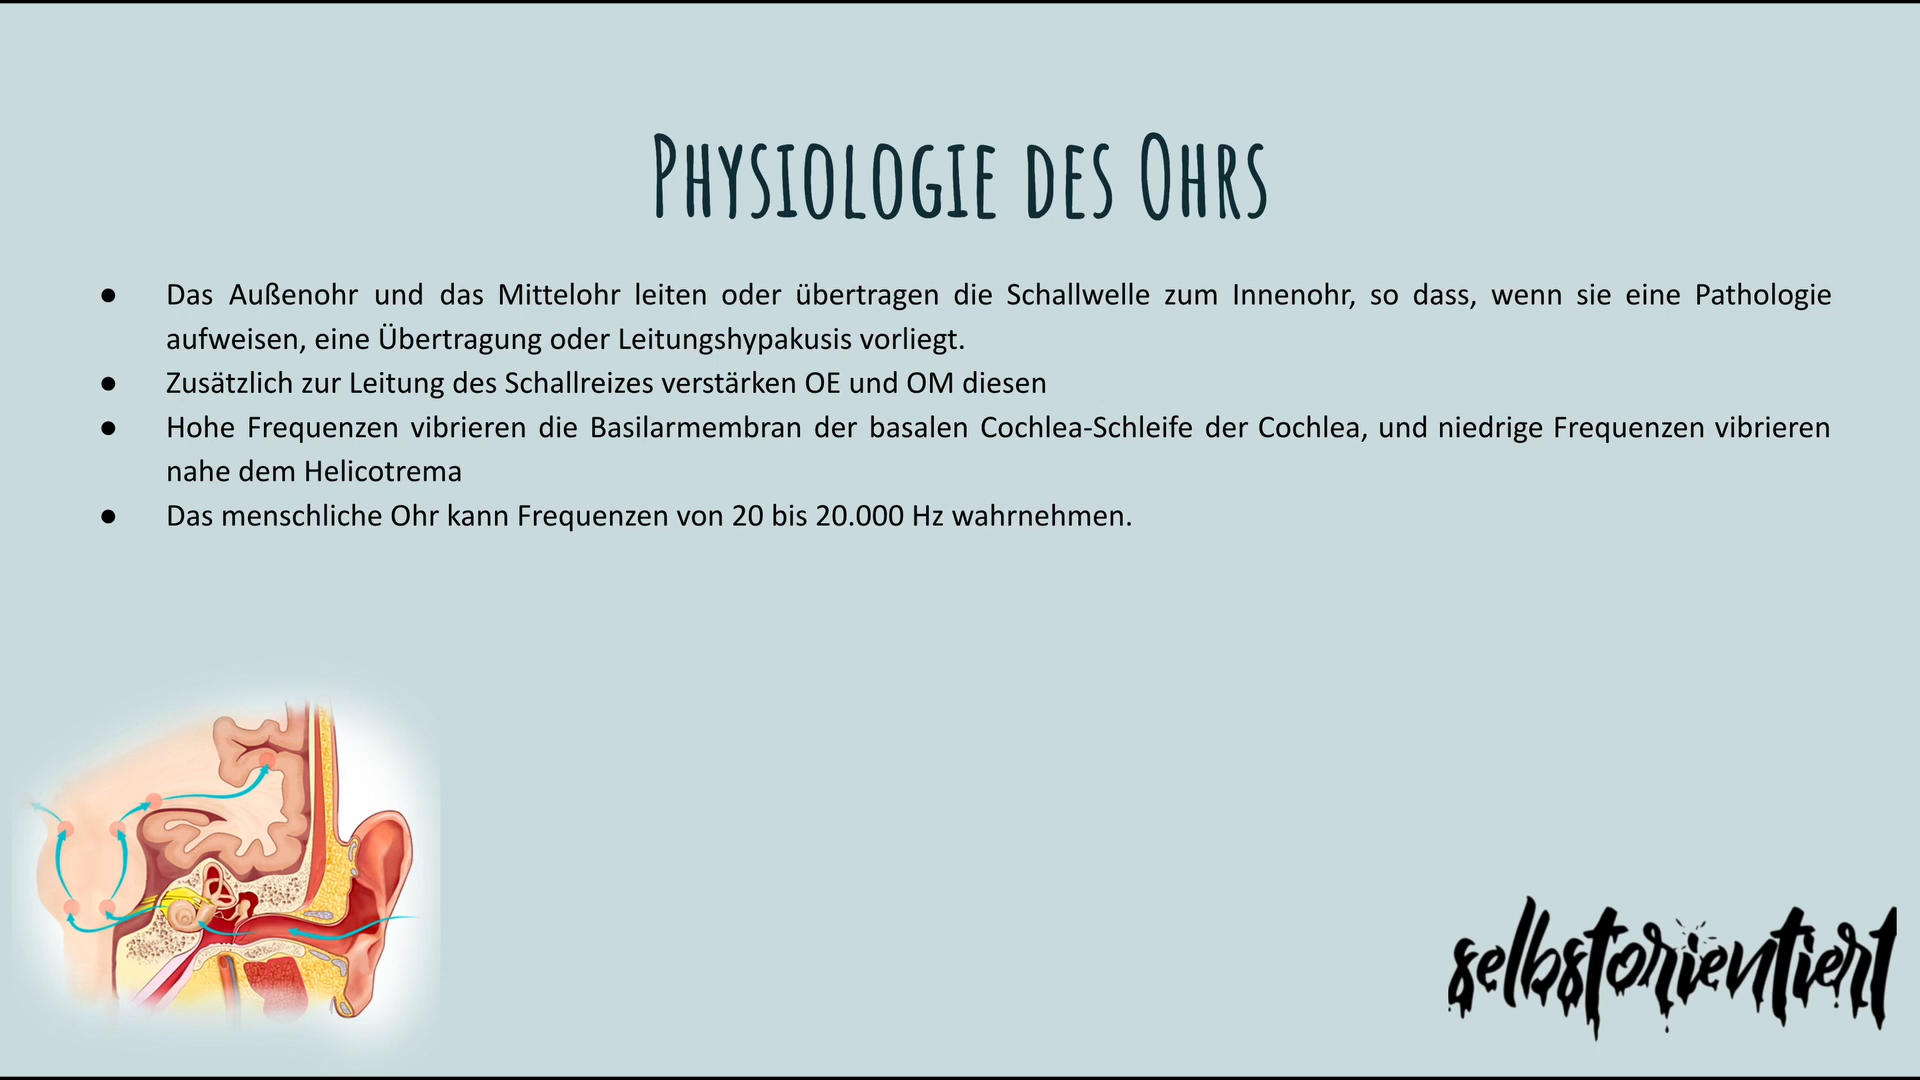 Physiologie des Ohrs
● Das Außenohr und das Mittelohr leiten oder übertragen die Schallwelle zum Innenohr, so dass, wenn sie eine Pathologie
aufweisen, eine Übertragung oder Leitungshypakusis vorliegt.
● Zusätzlich zur Leitung des Schallreizes verstärken OE und OM diesen
● Hohe Frequenzen vibrieren die Basilarmembran der basalen Cochlea-Schleife der Cochlea, und niedrige Frequenzen vibrieren
nahe dem Helicotrema
● Das menschliche Ohr kann Frequenzen von 20 bis 20.000 Hz wahrnehmen.
selbstorientiert